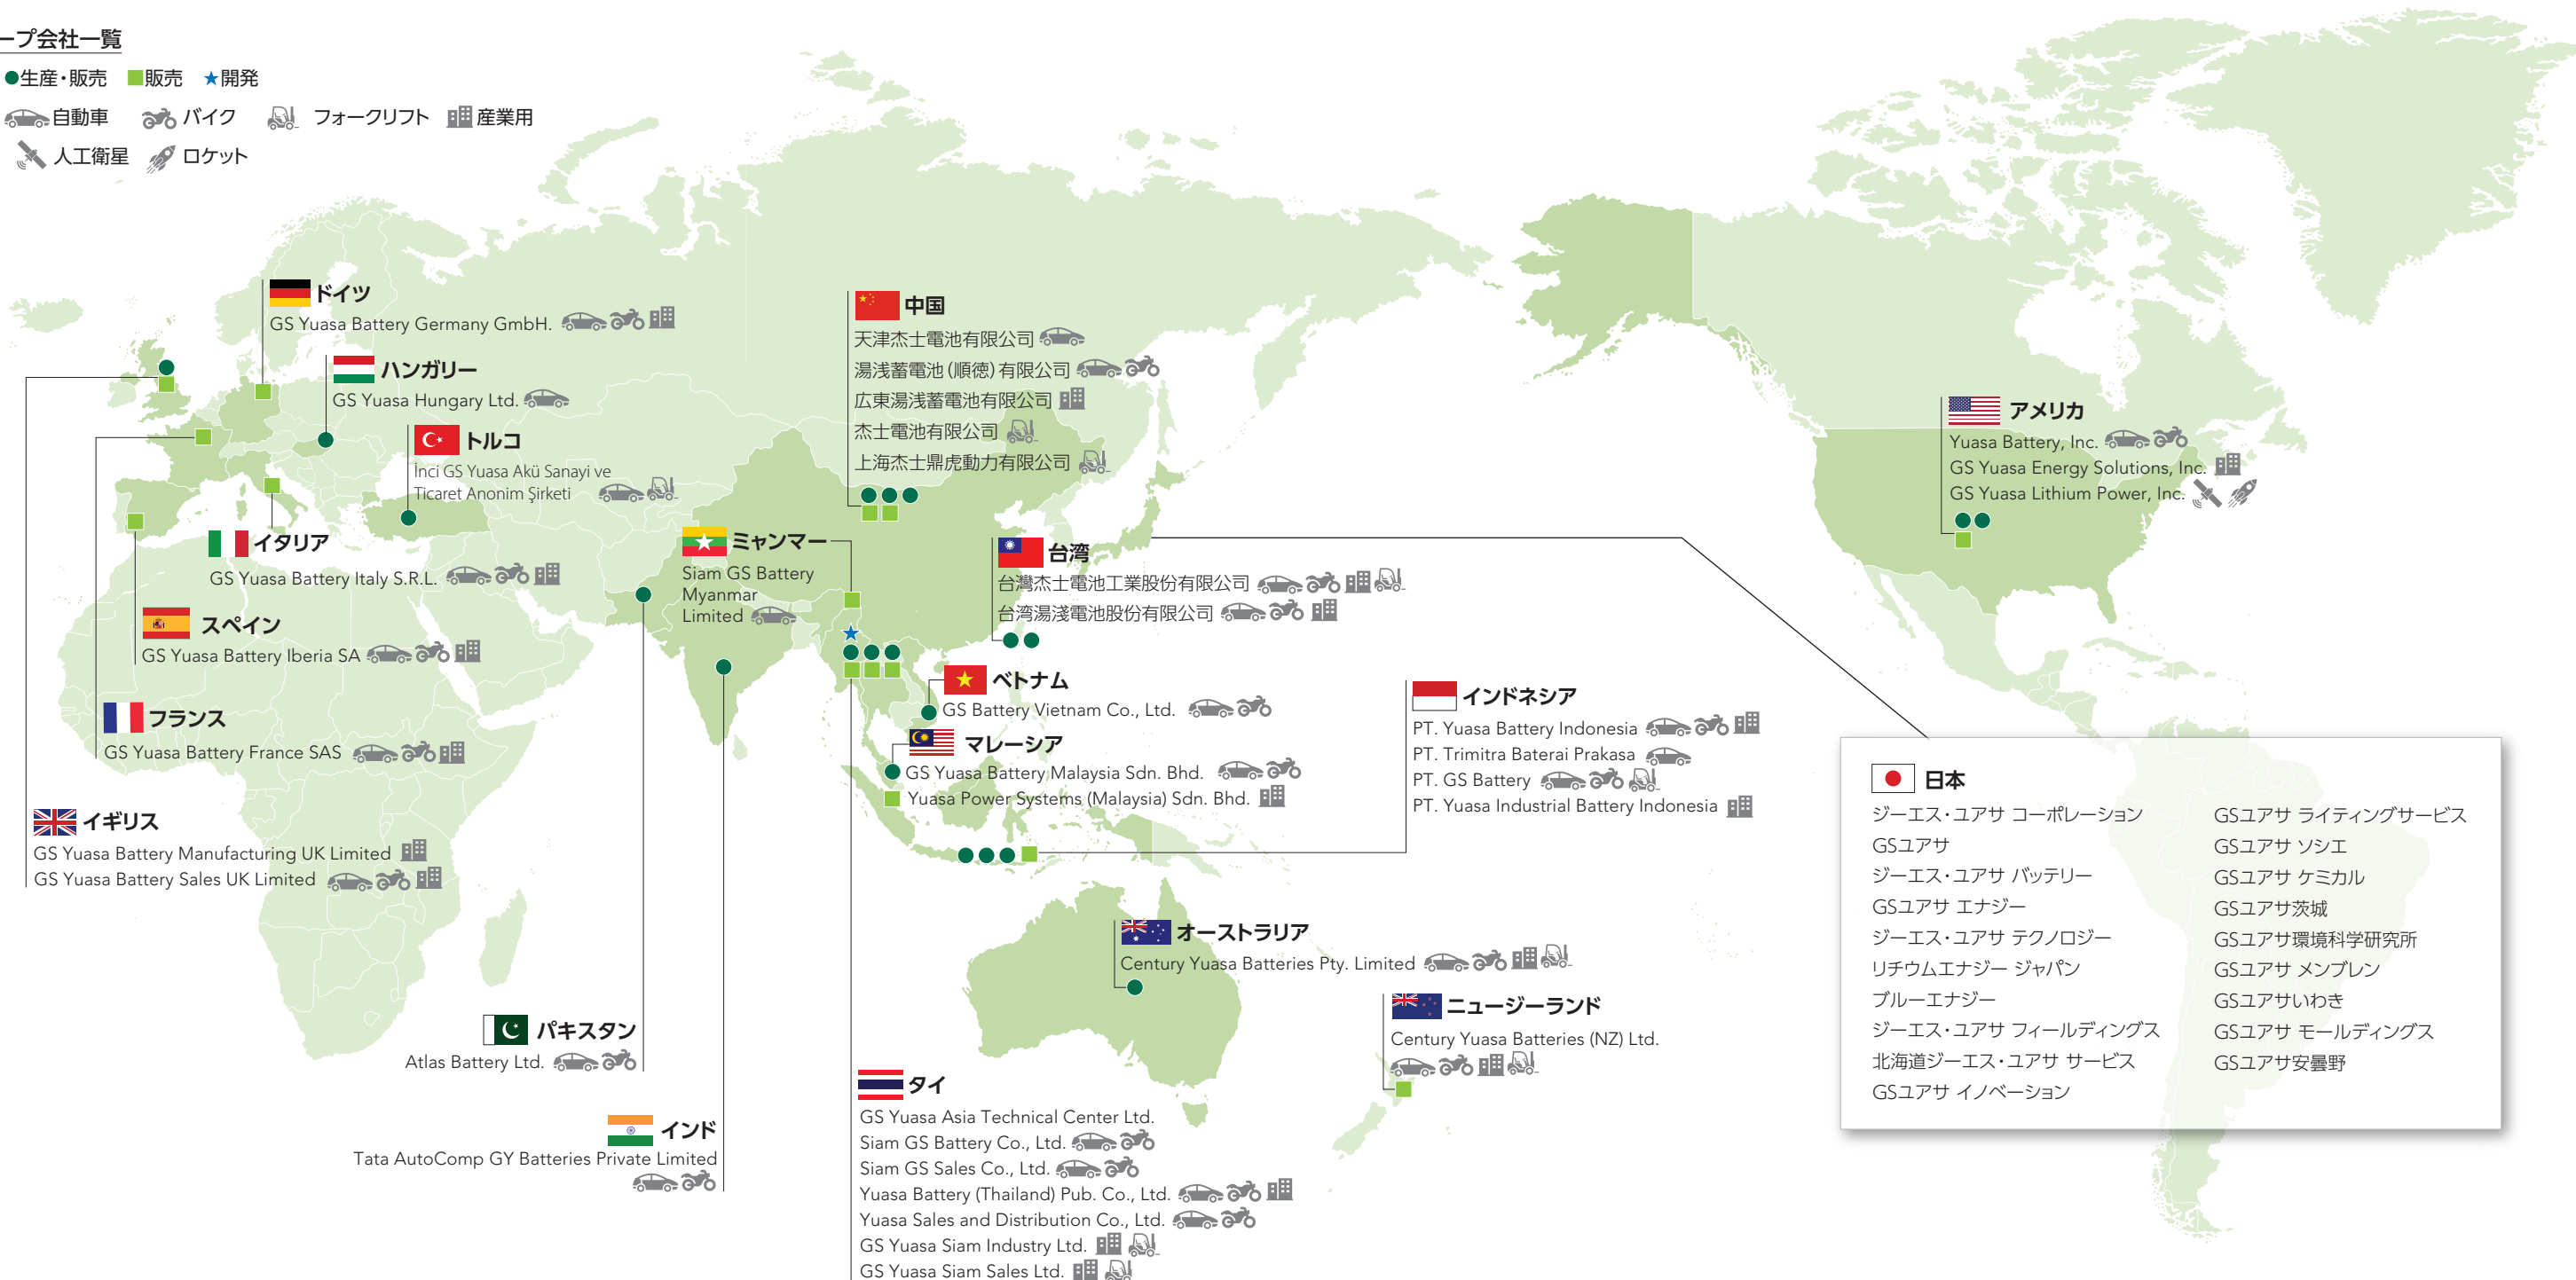 ープ会社一覧
●生産・販売 ■販売 ★開発
自動車 バイク フォークリフト 産業用
人工衛星 ロケット
ドイツ
GS Yuasa Battery Germany GmbH.
ハンガリー
GS Yuasa Hungary Ltd.
トルコ
İnci GS Yuasa Akü Sanayi ve
Ticaret Anonim Şirketi
イタリア
GS Yuasa Battery Italy S.R.L.
スペイン
GS Yuasa Battery Iberia SA
フランス
GS Yuasa Battery France SAS
イギリス
GS Yuasa Battery Manufacturing UK Limited
GS Yuasa Battery Sales UK Limited
パキスタン
Atlas Battery Ltd.
インド
Tata AutoComp GY Batteries Private Limited
中国
天津杰士電池有限公司
湯浅蓄電池(順徳)有限公司
広東湯浅蓄電池有限公司
杰士電池有限公司
上海杰士鼎虎動力有限公司
ミャンマー
Siam GS Battery
Myanmar
Limited
台湾
台灣杰士電池工業股份有限公司
台湾湯淺電池股份有限公司
ベトナム
GS Battery Vietnam Co., Ltd.
マレーシア
GS Yuasa Battery Malaysia Sdn. Bhd.
Yuasa Power Systems (Malaysia) Sdn. Bhd.
インドネシア
PT. Yuasa Battery Indonesia
PT. Trimitra Baterai Prakasa
PT. GS Battery
PT. Yuasa Industrial Battery Indonesia
オーストラリア
Century Yuasa Batteries Pty. Limited
ニュージーランド
Century Yuasa Batteries (NZ) Ltd.
タイ
GS Yuasa Asia Technical Center Ltd.
Siam GS Battery Co., Ltd.
Siam GS Sales Co., Ltd.
Yuasa Battery (Thailand) Pub. Co., Ltd.
Yuasa Sales and Distribution Co., Ltd.
GS Yuasa Siam Industry Ltd.
GS Yuasa Siam Sales Ltd.
アメリカ
Yuasa Battery, Inc.
GS Yuasa Energy Solutions, Inc.
GS Yuasa Lithium Power, Inc.
日本
ジーエス・ユアサ コーポレーション
GSユアサ
ジーエス・ユアサ バッテリー
GSユアサ エナジー
ジーエス・ユアサ テクノロジー
リチウムエナジー ジャパン
ブルーエナジー
ジーエス・ユアサ フィールディングス
北海道ジーエス・ユアサ サービス
GSユアサ イノベーション
GSユアサ ライティングサービス
GSユアサ ソシエ
GSユアサ ケミカル
GSユアサ茨城
GSユアサ環境科学研究所
GSユアサ メンブレン
GSユアサいわき
GSユアサ モールディングス
GSユアサ安曇野